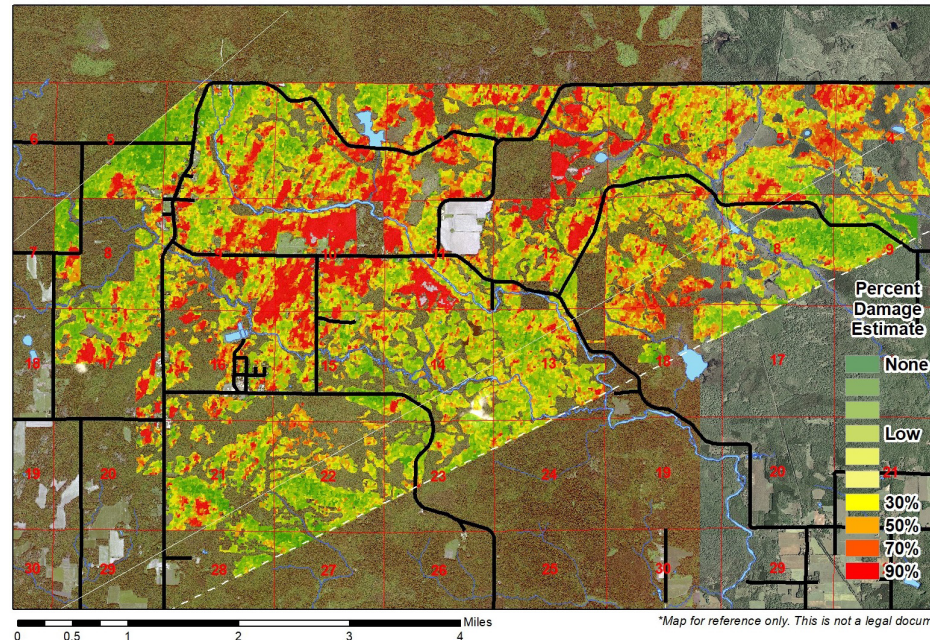 6 5 6 5 4
7 8 9 10 11 12 7 8 9
Percent
Damage
Estimate
18 17 16 15 14 13 18 17
None
Low
19 20 21 22 23 24 19 20 21
30%
50%
70%
90%
30 29 28 27 26 25 30 29
Miles
0 0.5 1 2 3 4
*Map for reference only. This is not a legal docum